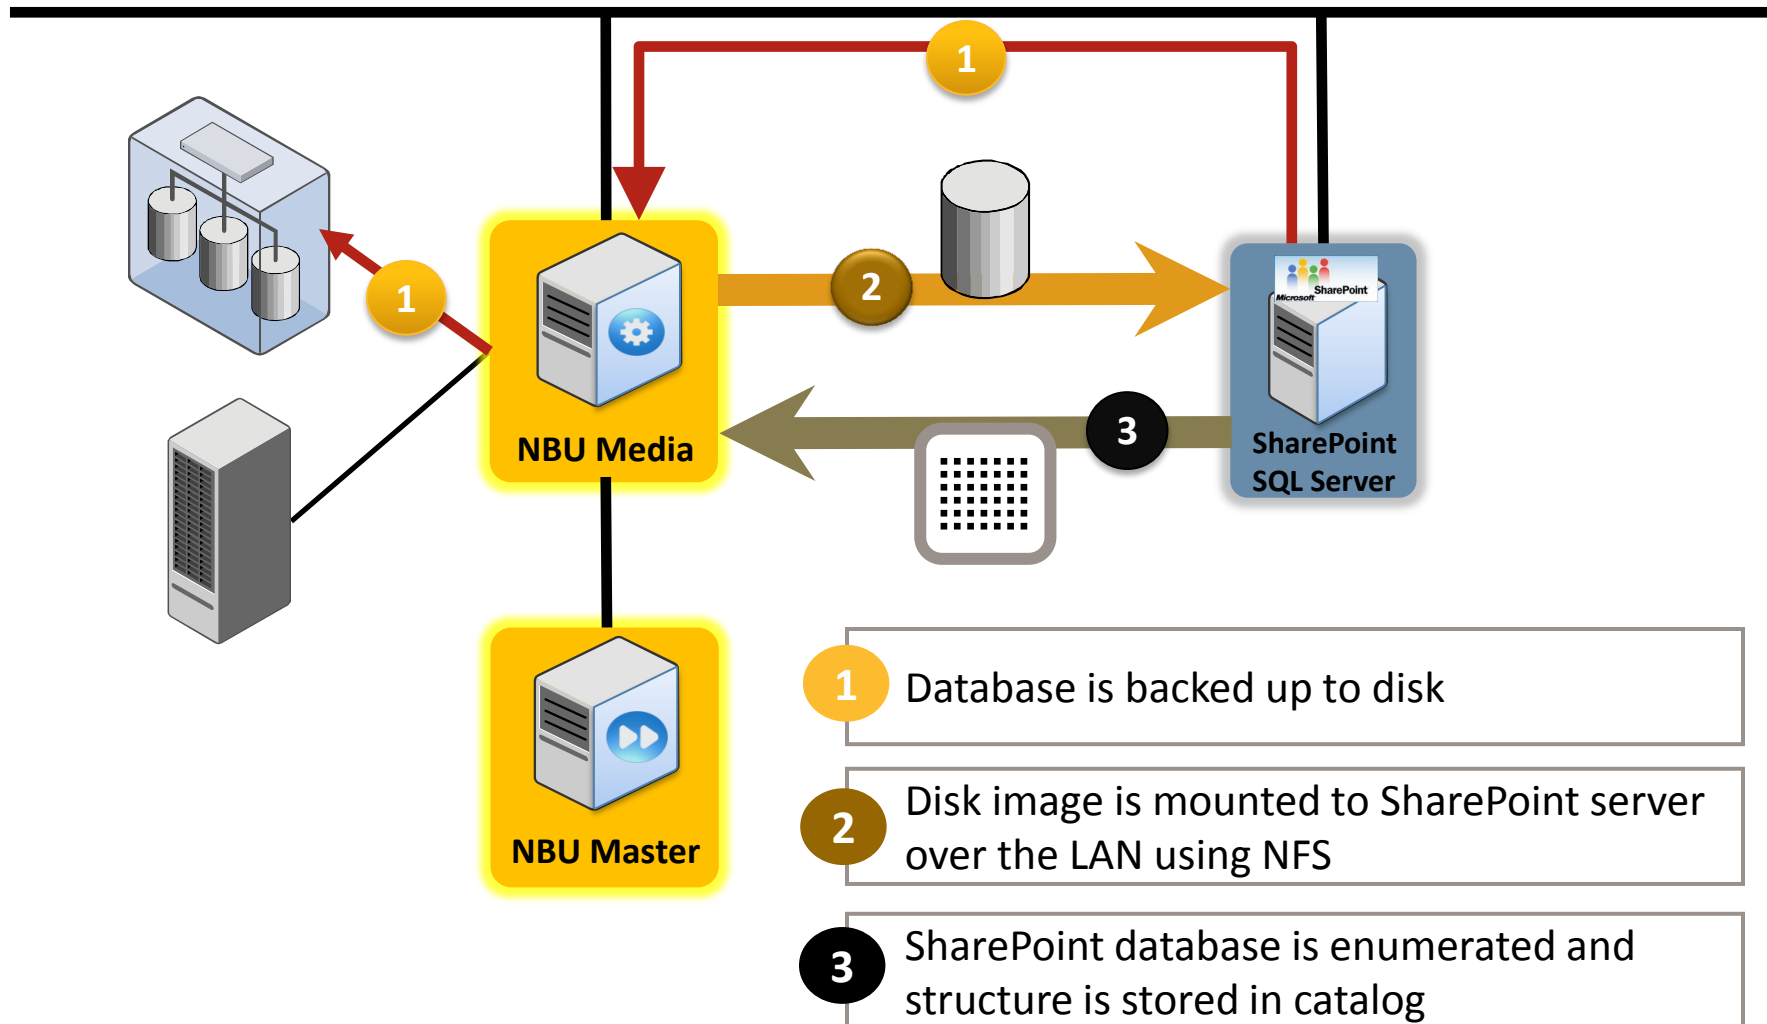 1
1
2
Microsoft SharePoint
3
NBU Media
SharePoint
SQL Server
NBU Master
1 Database is backed up to disk
2 Disk image is mounted to SharePoint server
over the LAN using NFS
3 SharePoint database is enumerated and
structure is stored in catalog